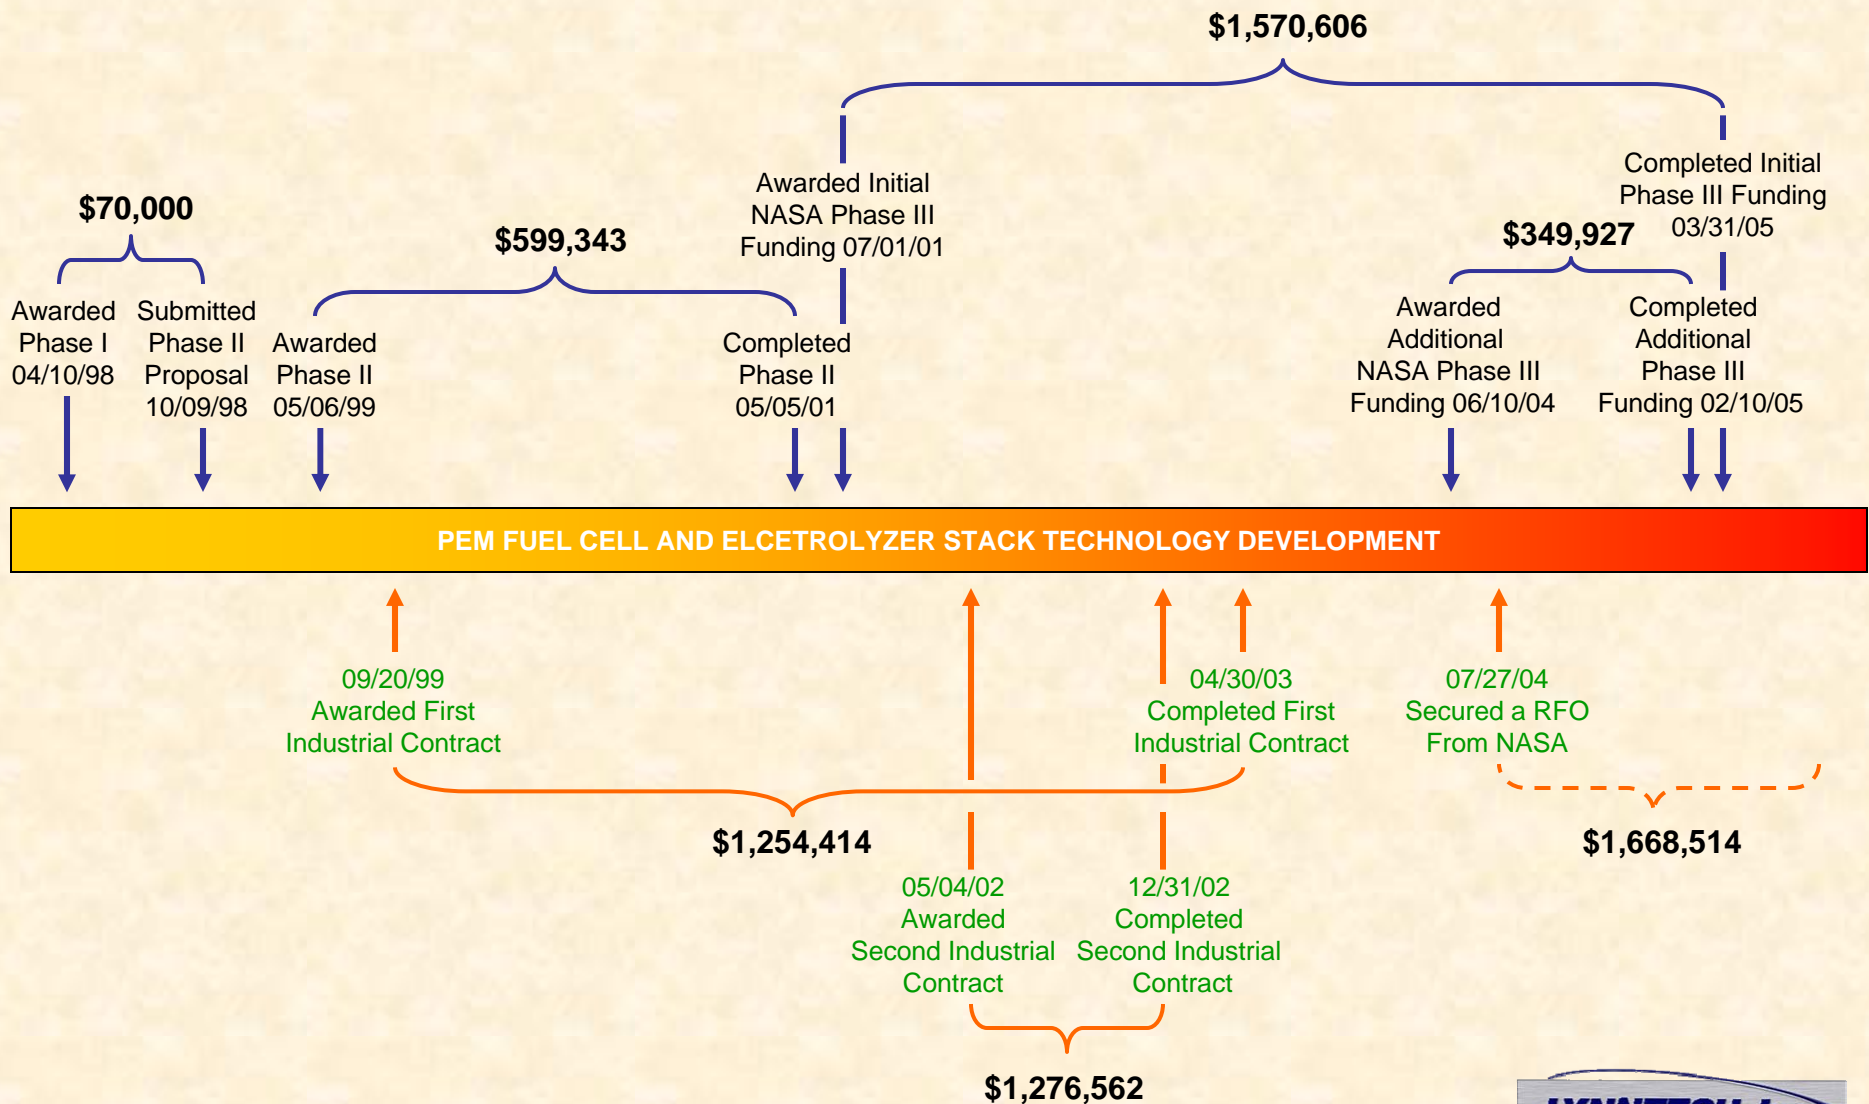 $1,570,606
$70,000
$599,343
Awarded Initial
NASA Phase III
Funding 07/01/01
Completed Initial
Phase III Funding
03/31/05
$349,927
Awarded
Phase I
04/10/98
Submitted
Phase II
Proposal
10/09/98
Awarded
Phase II
05/06/99
Completed
Phase II
05/05/01
Awarded
Additional
NASA Phase III
Funding 06/10/04
Completed
Additional
Phase III
Funding 02/10/05
PEM FUEL CELL AND ELCETROLYZER STACK TECHNOLOGY DEVELOPMENT
09/20/99
Awarded First
Industrial Contract
04/30/03
Completed First
Industrial Contract
07/27/04
Secured a RFO
From NASA
$1,254,414
$1,668,514
05/04/02
Awarded
Second Industrial
Contract
12/31/02
Completed
Second Industrial
Contract
$1,276,562